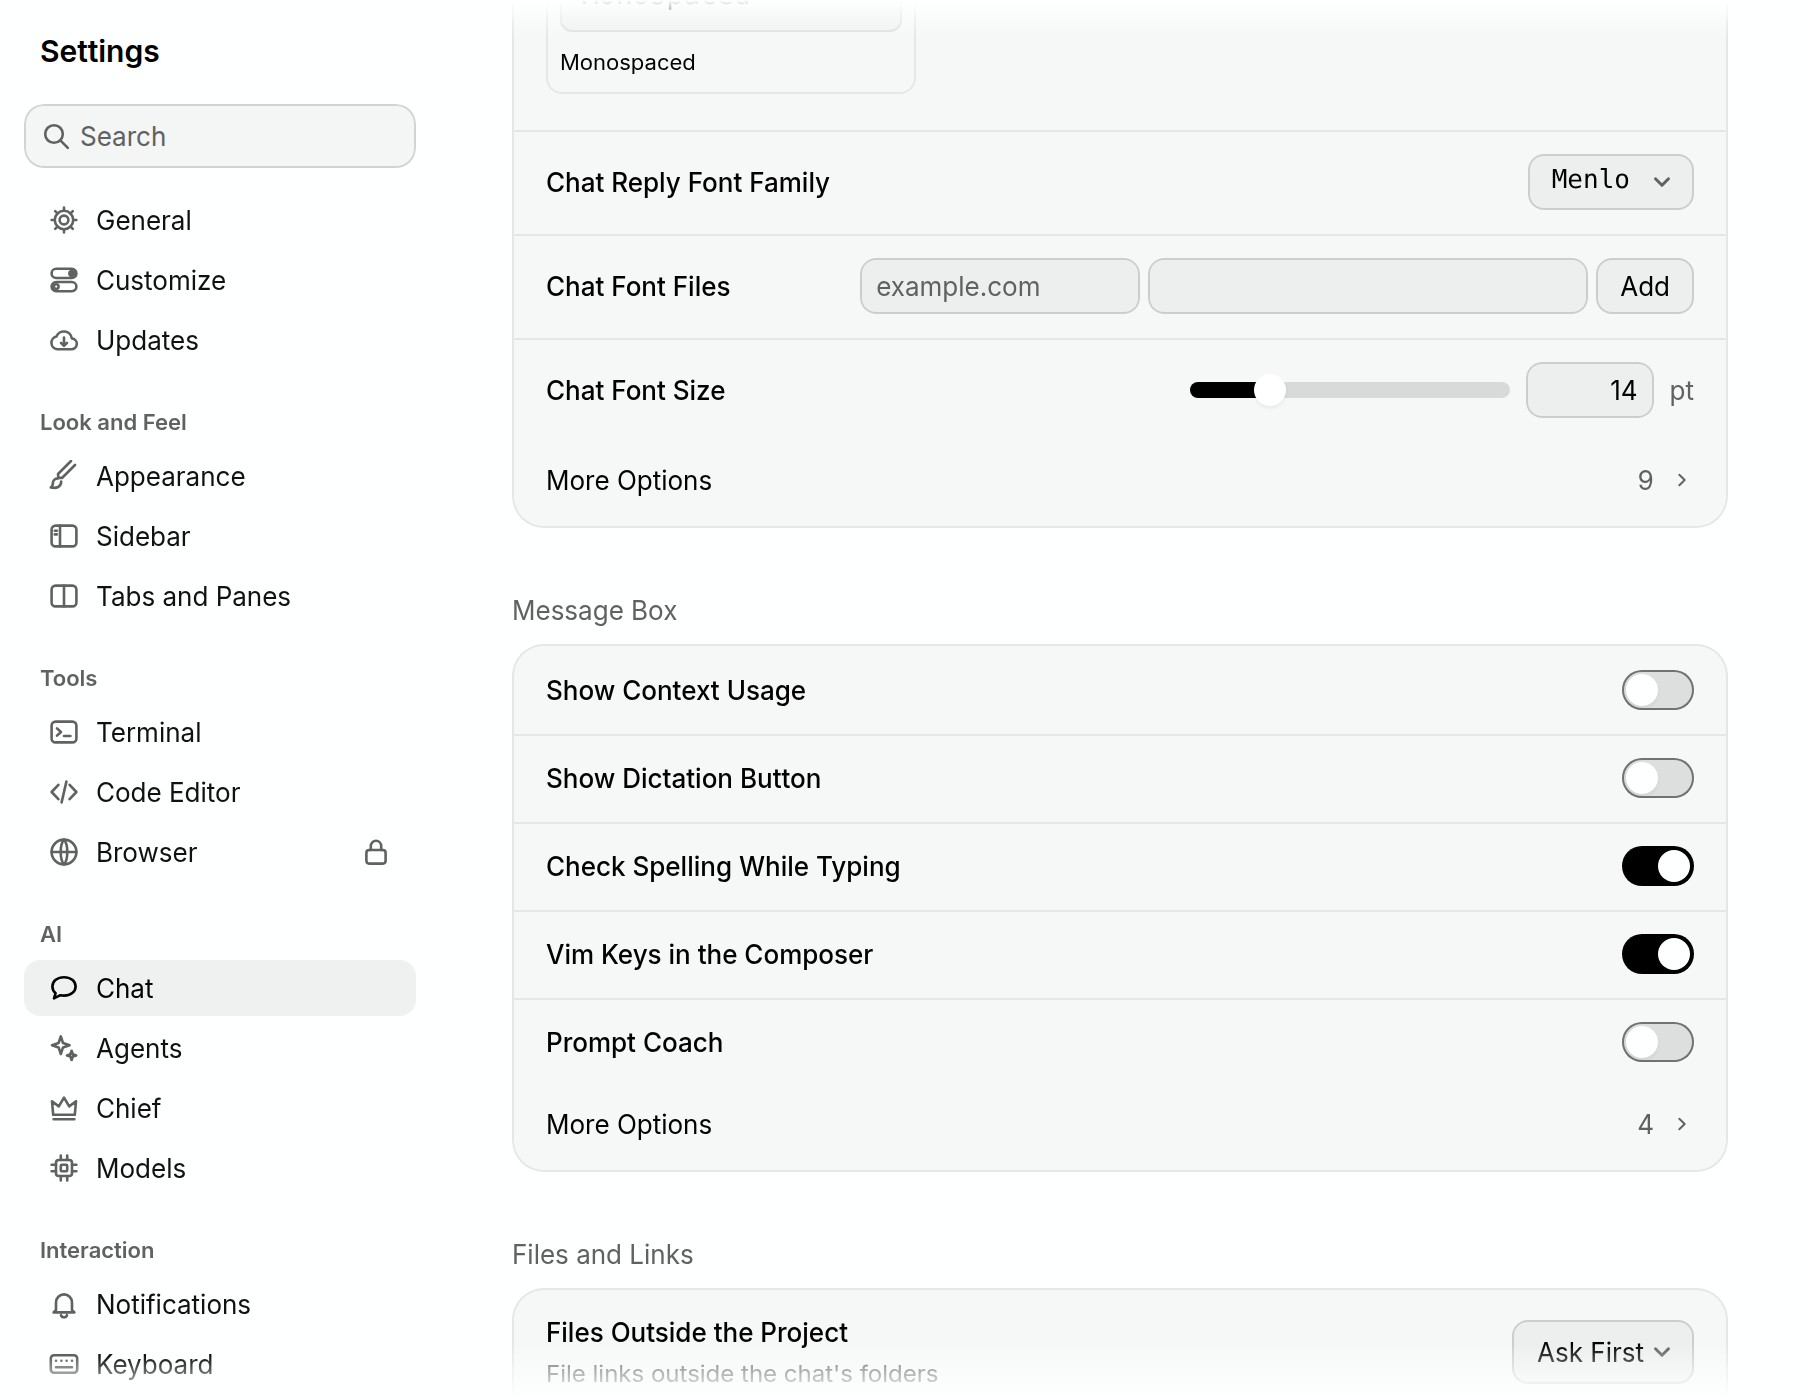 Settings
Search
General
Customize
Updates
Look and Feel
Appearance
Sidebar
Tabs and Panes
Tools
Terminal
Code Editor
Browser
AI
Chat
Agents
Chief
Models
Interaction
Notifications
Keyboard
Monospaced
Monospaced
Chat Reply Font Family
Menlo
Chat Font Files
example.com
Add
Chat Font Size
14 pt
More Options
9
Message Box
Show Context Usage
Show Dictation Button
Check Spelling While Typing
Vim Keys in the Composer
Prompt Coach
More Options
4
Files and Links
Files Outside the Project
File links outside the chat's folders
Ask First